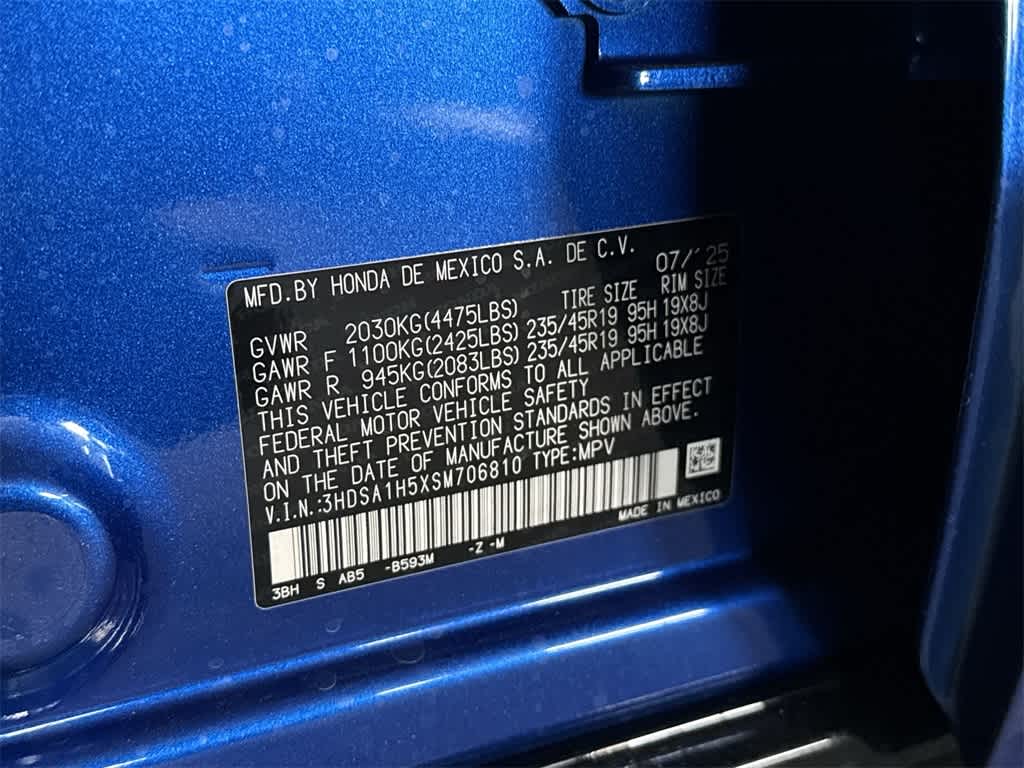 MFD.BY HONDA DE MEXICO S.A. DE C.V. 07/'25
TIRE SIZE RIM SIZE
GVWR 2030KG(4475LBS)
GAWR F 1100KG(2425LBS) 235/45R19 95H 19X8J
GAWR R 945KG(2083LBS) 235/45R19 95H 19X8J
THIS VEHICLE CONFORMS TO ALL APPLICABLE
FEDERAL MOTOR VEHICLE SAFETY
AND THEFT PREVENTION STANDARDS IN EFFECT
ON THE DATE OF MANUFACTURE SHOWN ABOVE.
V.I.N.:3HDSA1H5XSM706810 TYPE:MPV
MADE IN MEXICO
3BH S AB5 -B593M -Z -M